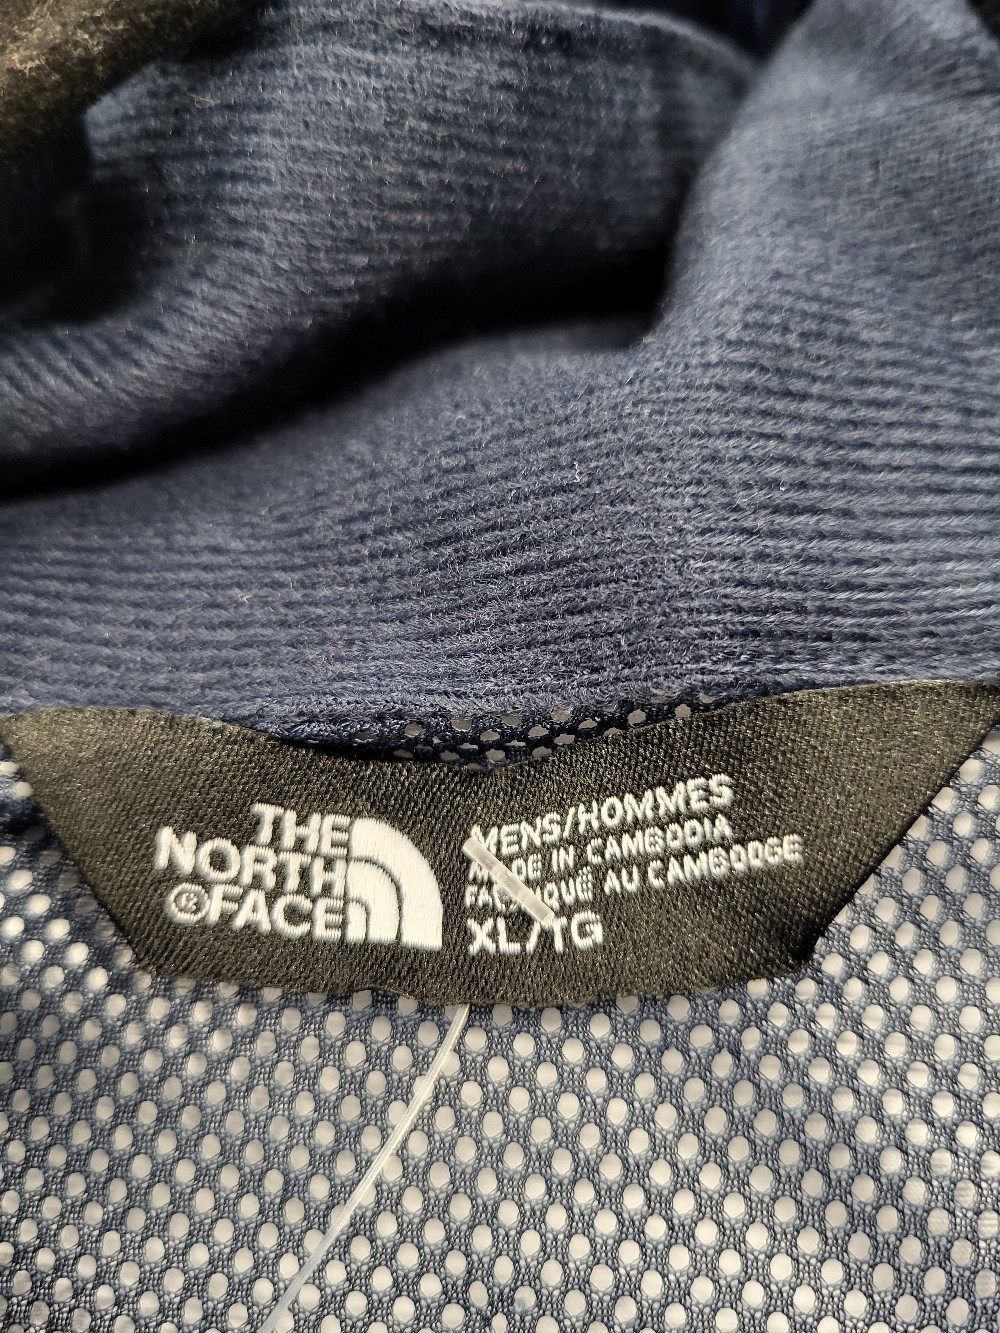 THE
NORTH
®FACE
MENS/HOMMES
MADE IN CAMBODIA
FABRIQUÉ AU CAMBODGE
XL/TG